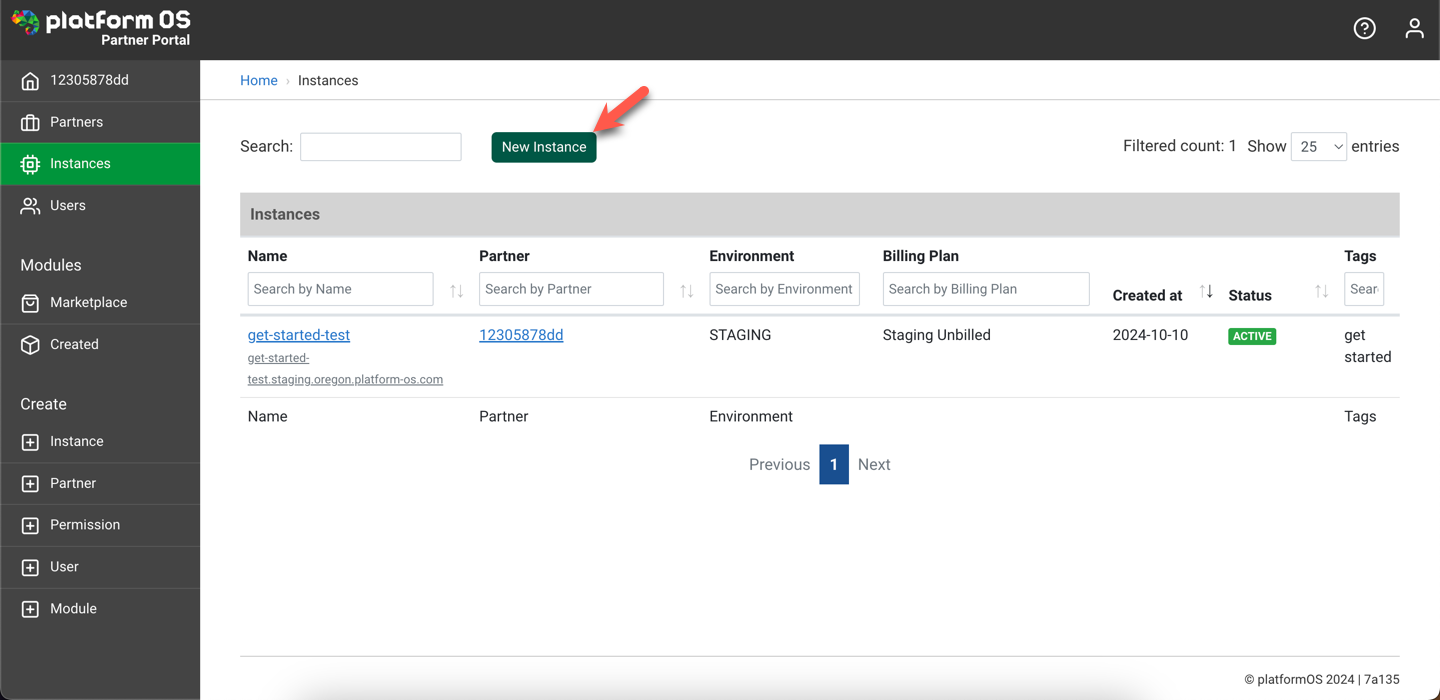 platform OS
Partner Portal
12305878dd
Partners
Instances
Users
Modules
Marketplace
Created
Create
Instance
Partner
Permission
User
Module
Home › Instances
Search: New Instance Filtered count: 1 Show 25 entries
Instances
Name Partner Environment Billing Plan Tags
Search by Name Search by Partner Search by Environment Search by Billing Plan Created at Status Sear
get-started-test 12305878dd STAGING Staging Unbilled 2024-10-10 ACTIVE get
get-started- started
test.staging.oregon.platform-os.com
Name Partner Environment Tags
Previous 1 Next
© platformOS 2024 | 7a135